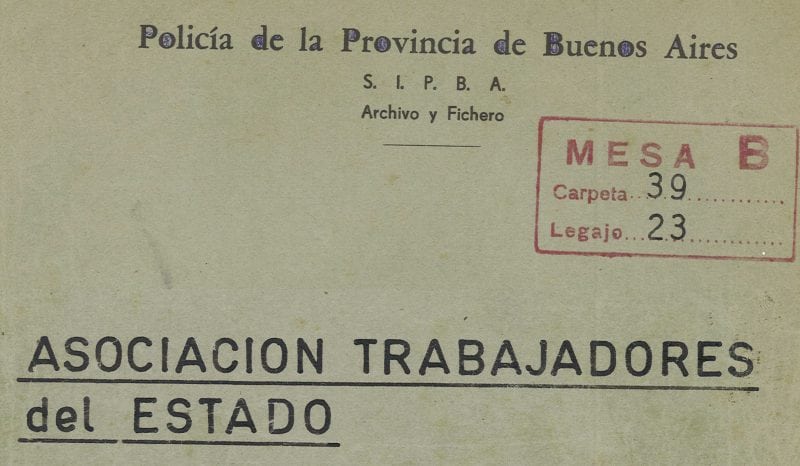 Policía de la Provincia de Buenos Aires
S. I. P. B. A.
Archivo y Fichero
MESA B
Carpeta 39
Legajo 23
ASOCIACION TRABAJADORES
del ESTADO